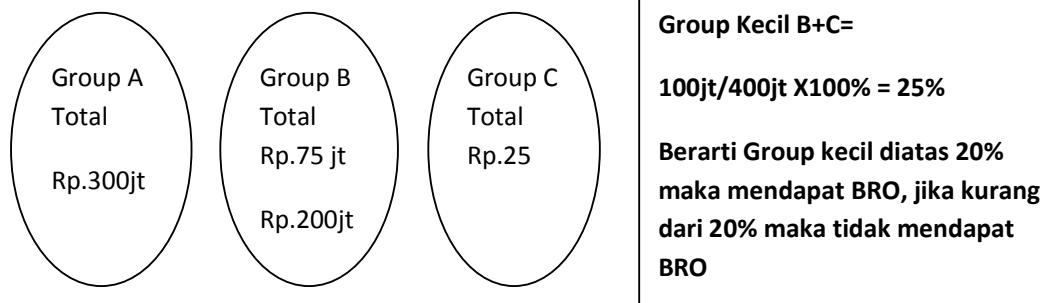 Group A
Total
Rp.300jt
Group B
Total
Rp.75 jt
Rp.200jt
Group C
Total
Rp.25
Group Kecil B+C=
100jt/400jt X100% = 25%
Berarti Group kecil diatas 20%
maka mendapat BRO, jika kurang
dari 20% maka tidak mendapat
BRO